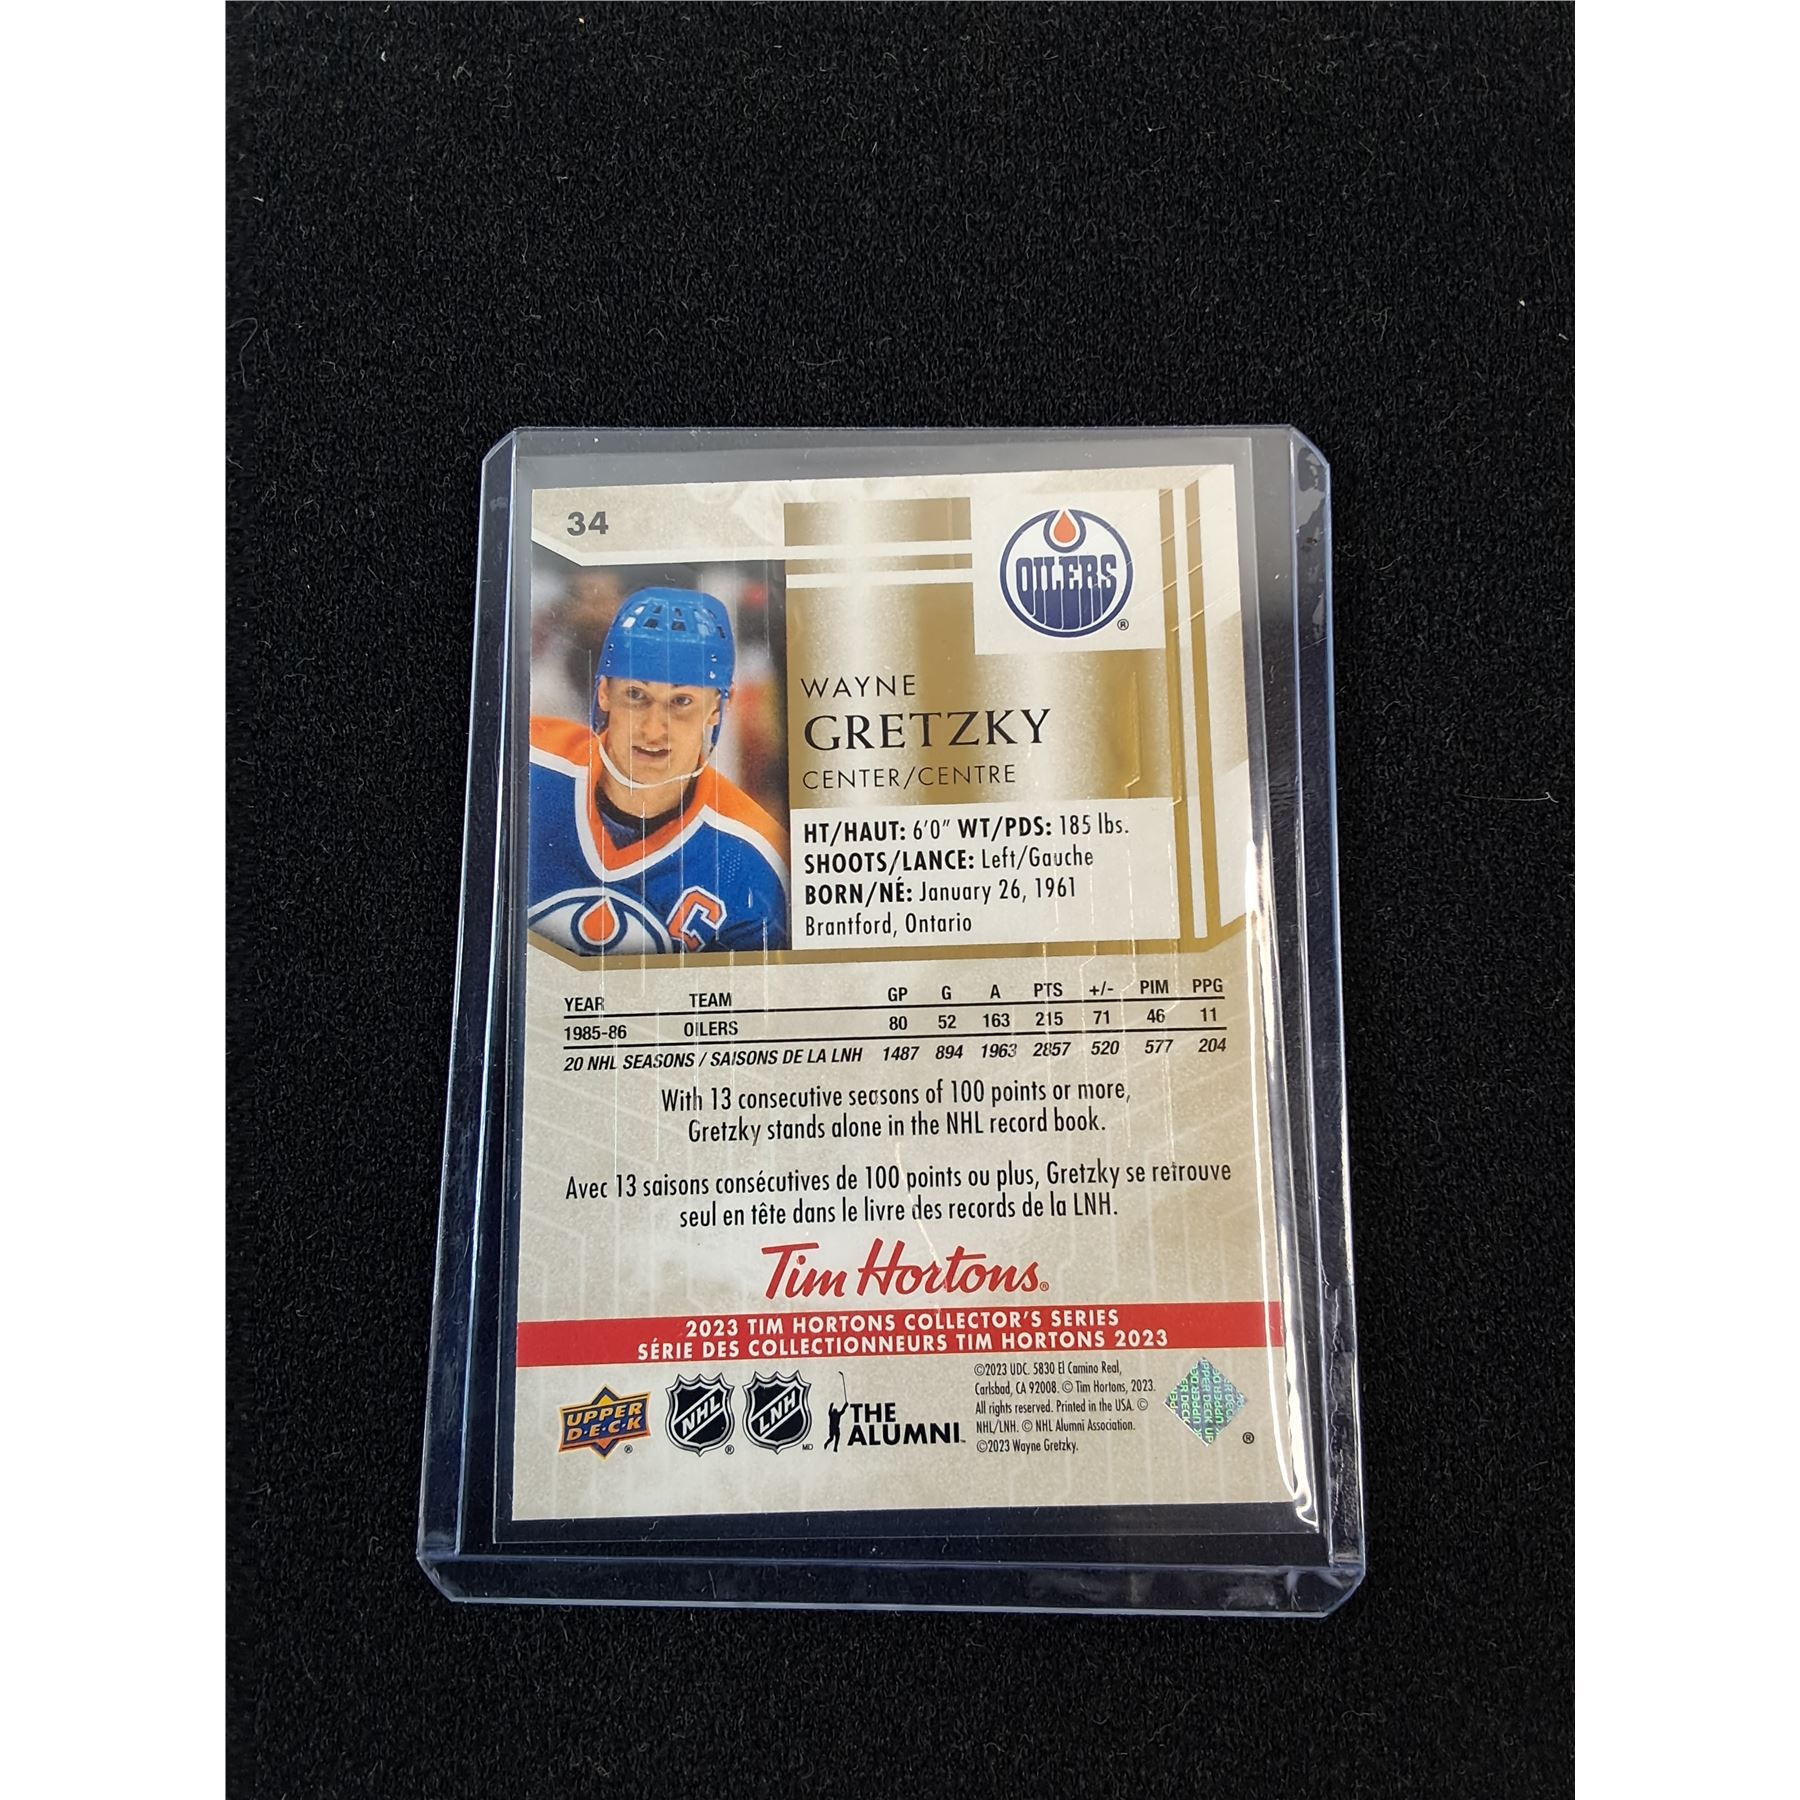 34
OILERS
®
WAYNE
GRETZKY
CENTER/CENTRE
HT/HAUT: 6'0" WT/PDS: 185 lbs.
SHOOTS/LANCE: Left/Gauche
BORN/NÉ: January 26, 1961
Brantford, Ontario
C
YEAR TEAM GP G A PTS +/- PIM PPG
1985-86 OILERS 80 52 163 215 71 46 11
20 NHL SEASONS / SAISONS DE LA LNH 1487 894 1963 2857 520 577 204
With 13 consecutive seasons of 100 points or more,
Gretzky stands alone in the NHL record book.
Avec 13 saisons consécutives de 100 points ou plus, Gretzky se retrouve
seul en tête dans le livre des records de la LNH.
Tim Hortons®
2023 TIM HORTONS COLLECTOR'S SERIES
SÉRIE DES COLLECTIONNEURS TIM HORTONS 2023
UPPER
D•E•C•K
®
NHL
®
LNH
MD
THE
ALUMNI
©2023 UDC. 5830 El Camino Real,
Carlsbad, CA 92008. © Tim Hortons, 2023.
All rights reserved. Printed in the USA. ©
NHL/LNH. © NHL Alumni Association.
©2023 Wayne Gretzky.
UPPER DECK
®